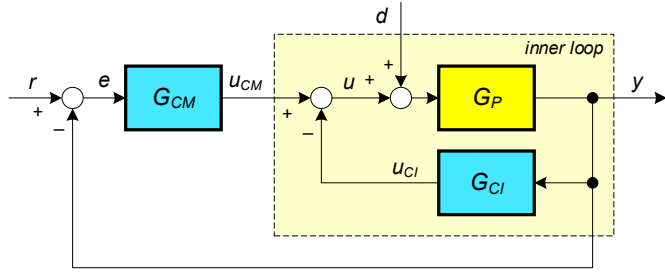 d
inner loop
r
e
G_CM
u_CM
u
+
+
G_P
y
+
−
+
−
u_CI
G_CI